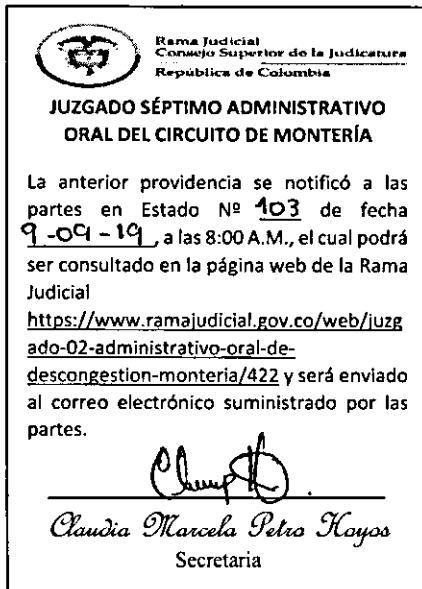 Rama Judicial
Consejo Superior de la Judicatura
República de Colombia
JUZGADO SÉPTIMO ADMINISTRATIVO
ORAL DEL CIRCUITO DE MONTERÍA
La anterior providencia se notificó a las
partes en Estado Nº 103 de fecha
9-09-19, a las 8:00 A.M., el cual podrá
ser consultado en la página web de la Rama
Judicial
https://www.ramajudicial.gov.co/web/juzg
ado-02-administrativo-oral-de-
descongestion-monteria/422 y será enviado
al correo electrónico suministrado por las
partes.
Claudia Marcela Petro Hoyos
Secretaria